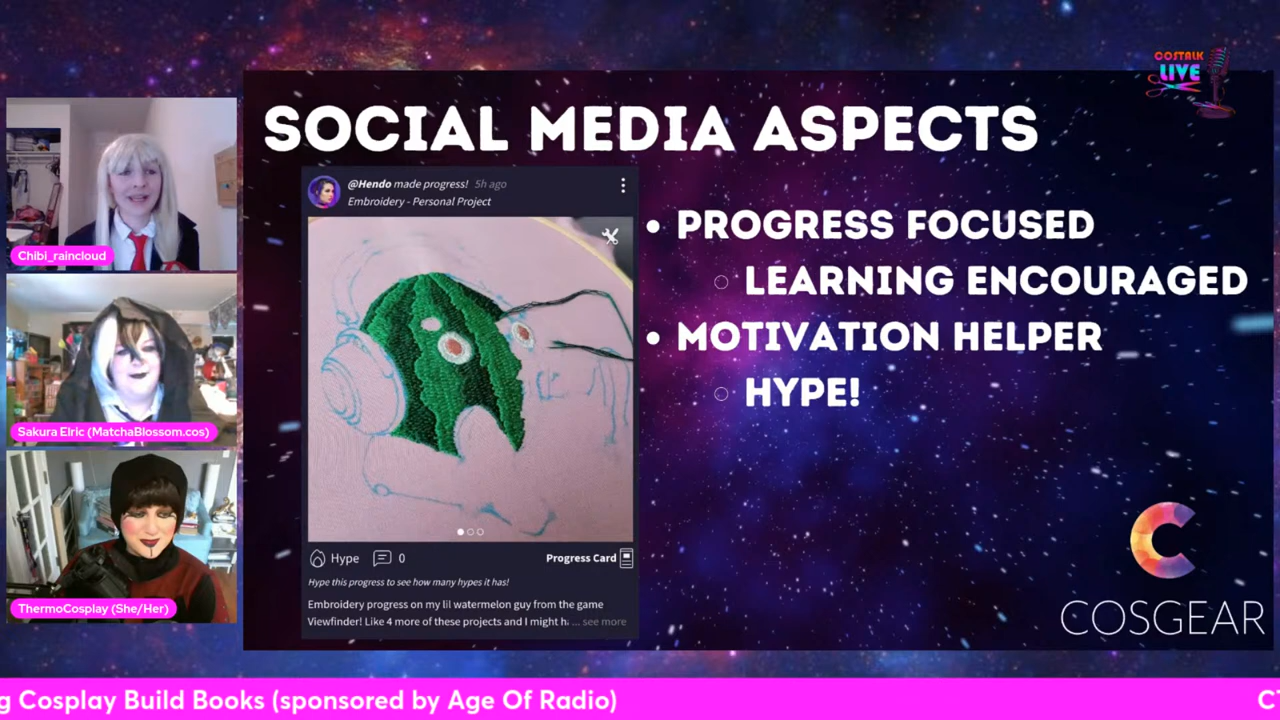 COSTALK
LIVE
SOCIAL MEDIA ASPECTS
@Hendo made progress! 5h ago
Embroidery - Personal Project
Hype
0
Progress Card
Hype this progress to see how many hypes it has!
Embroidery progress on my lil watermelon guy from the game
Viewfinder! Like 4 more of these projects and I might h. ... see more
• PROGRESS FOCUSED
○ LEARNING ENCOURAGED
• MOTIVATION HELPER
○ HYPE!
COSGEAR
Chibi_raincloud
Sakura Elric (MatchaBlossom.cos)
ThermoCosplay (She/Her)
g Cosplay Build Books (sponsored by Age Of Radio)